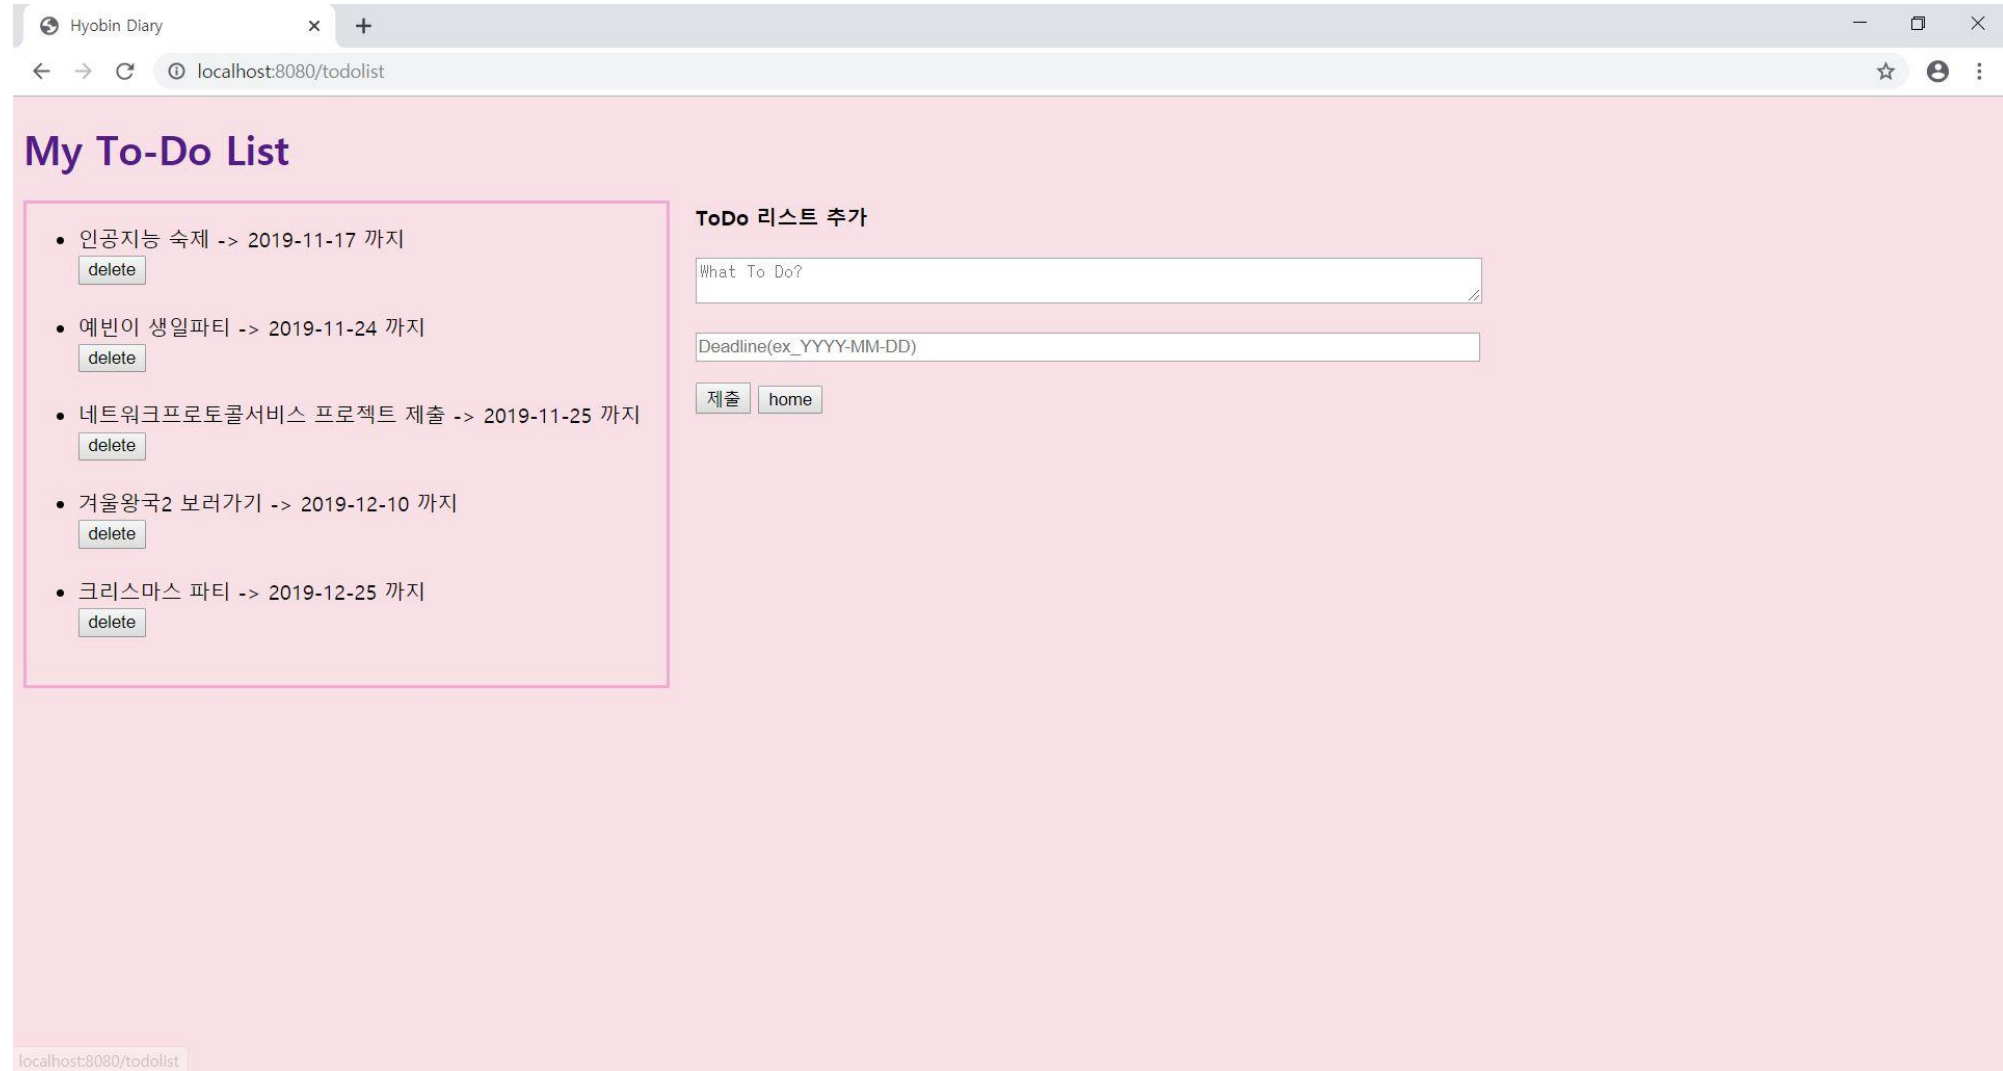 Hyobin Diary
localhost:8080/todolist
My To-Do List
인공지능 숙제 -> 2019-11-17 까지
delete
예빈이 생일파티 -> 2019-11-24 까지
delete
네트워크프로토콜서비스 프로젝트 제출 -> 2019-11-25 까지
delete
겨울왕국2 보러가기 -> 2019-12-10 까지
delete
크리스마스 파티 -> 2019-12-25 까지
delete
ToDo 리스트 추가
What To Do?
Deadline(ex_YYYY-MM-DD)
제출 home
localhost:8080/todolist